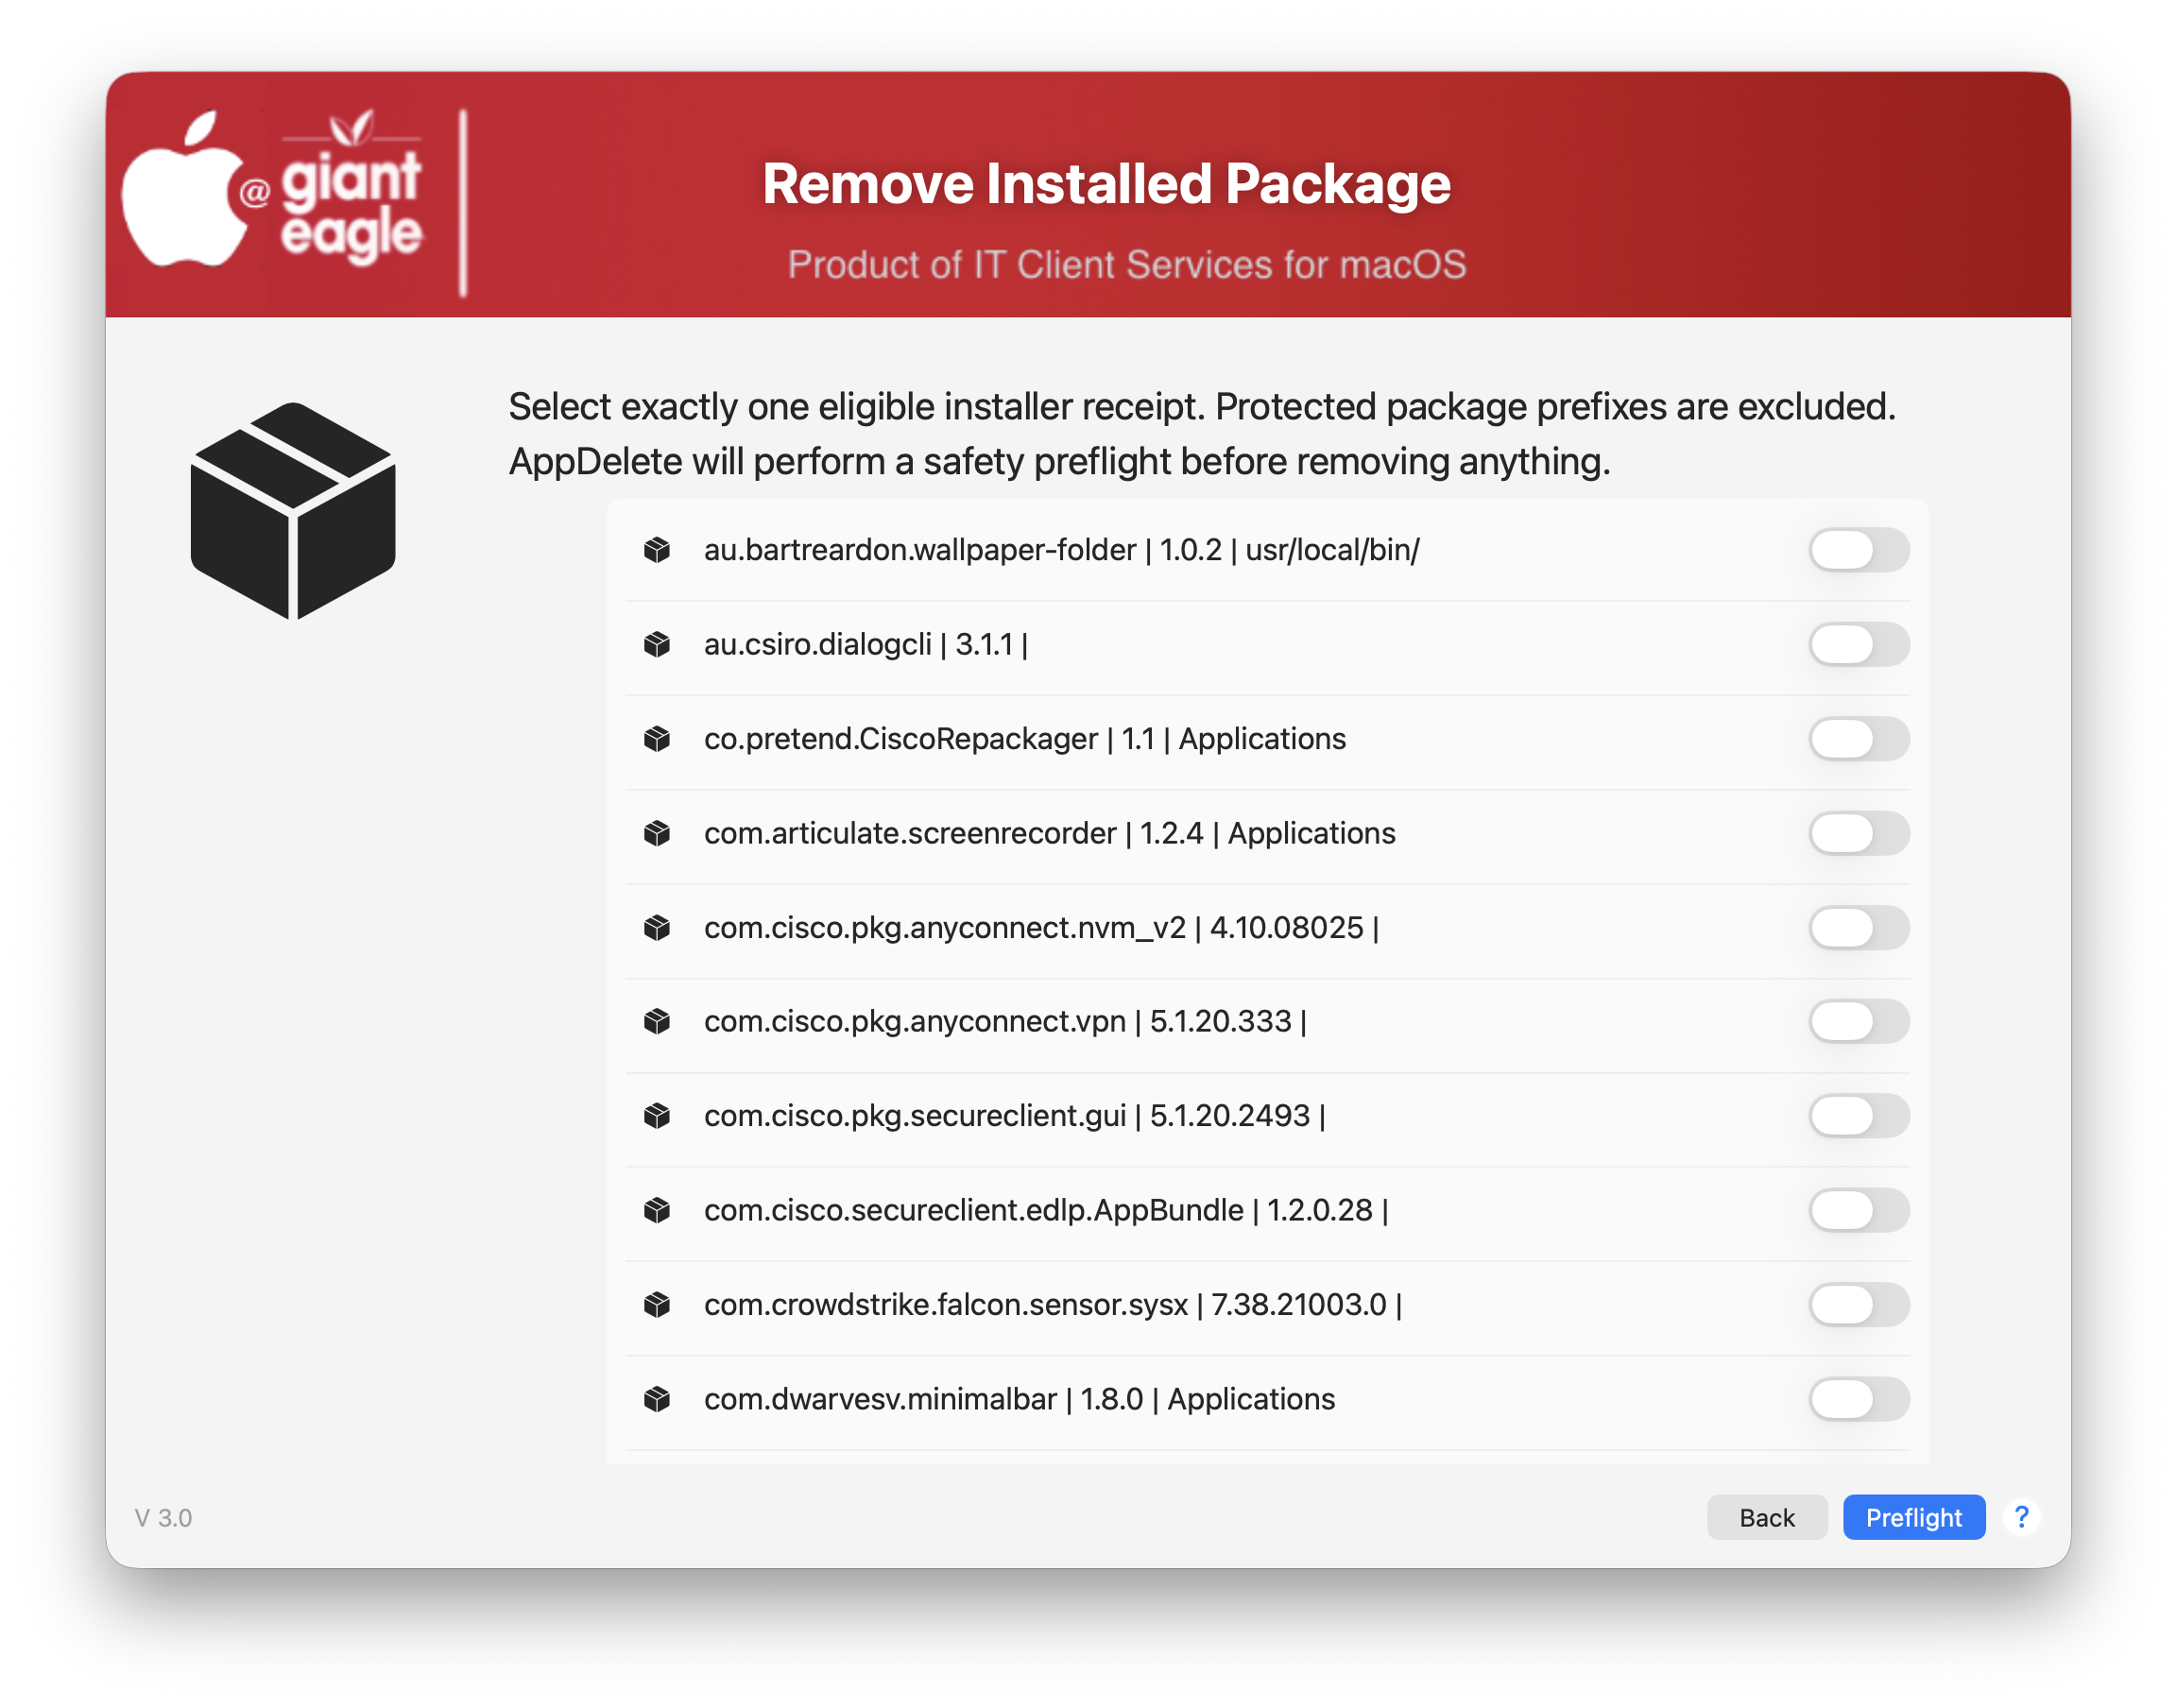 @ giant
eagle
Remove Installed Package
Product of IT Client Services for macOS
Select exactly one eligible installer receipt. Protected package prefixes are excluded.
AppDelete will perform a safety preflight before removing anything.
au.bartreardon.wallpaper-folder | 1.0.2 | usr/local/bin/
au.csiro.dialogcli | 3.1.1 |
co.pretend.CiscoRepackager | 1.1 | Applications
com.articulate.screenrecorder | 1.2.4 | Applications
com.cisco.pkg.anyconnect.nvm_v2 | 4.10.08025 |
com.cisco.pkg.anyconnect.vpn | 5.1.20.333 |
com.cisco.pkg.secureclient.gui | 5.1.20.2493 |
com.cisco.secureclient.edlp.AppBundle | 1.2.0.28 |
com.crowdstrike.falcon.sensor.sysx | 7.38.21003.0 |
com.dwarvesv.minimalbar | 1.8.0 | Applications
V 3.0
Back
Preflight
?